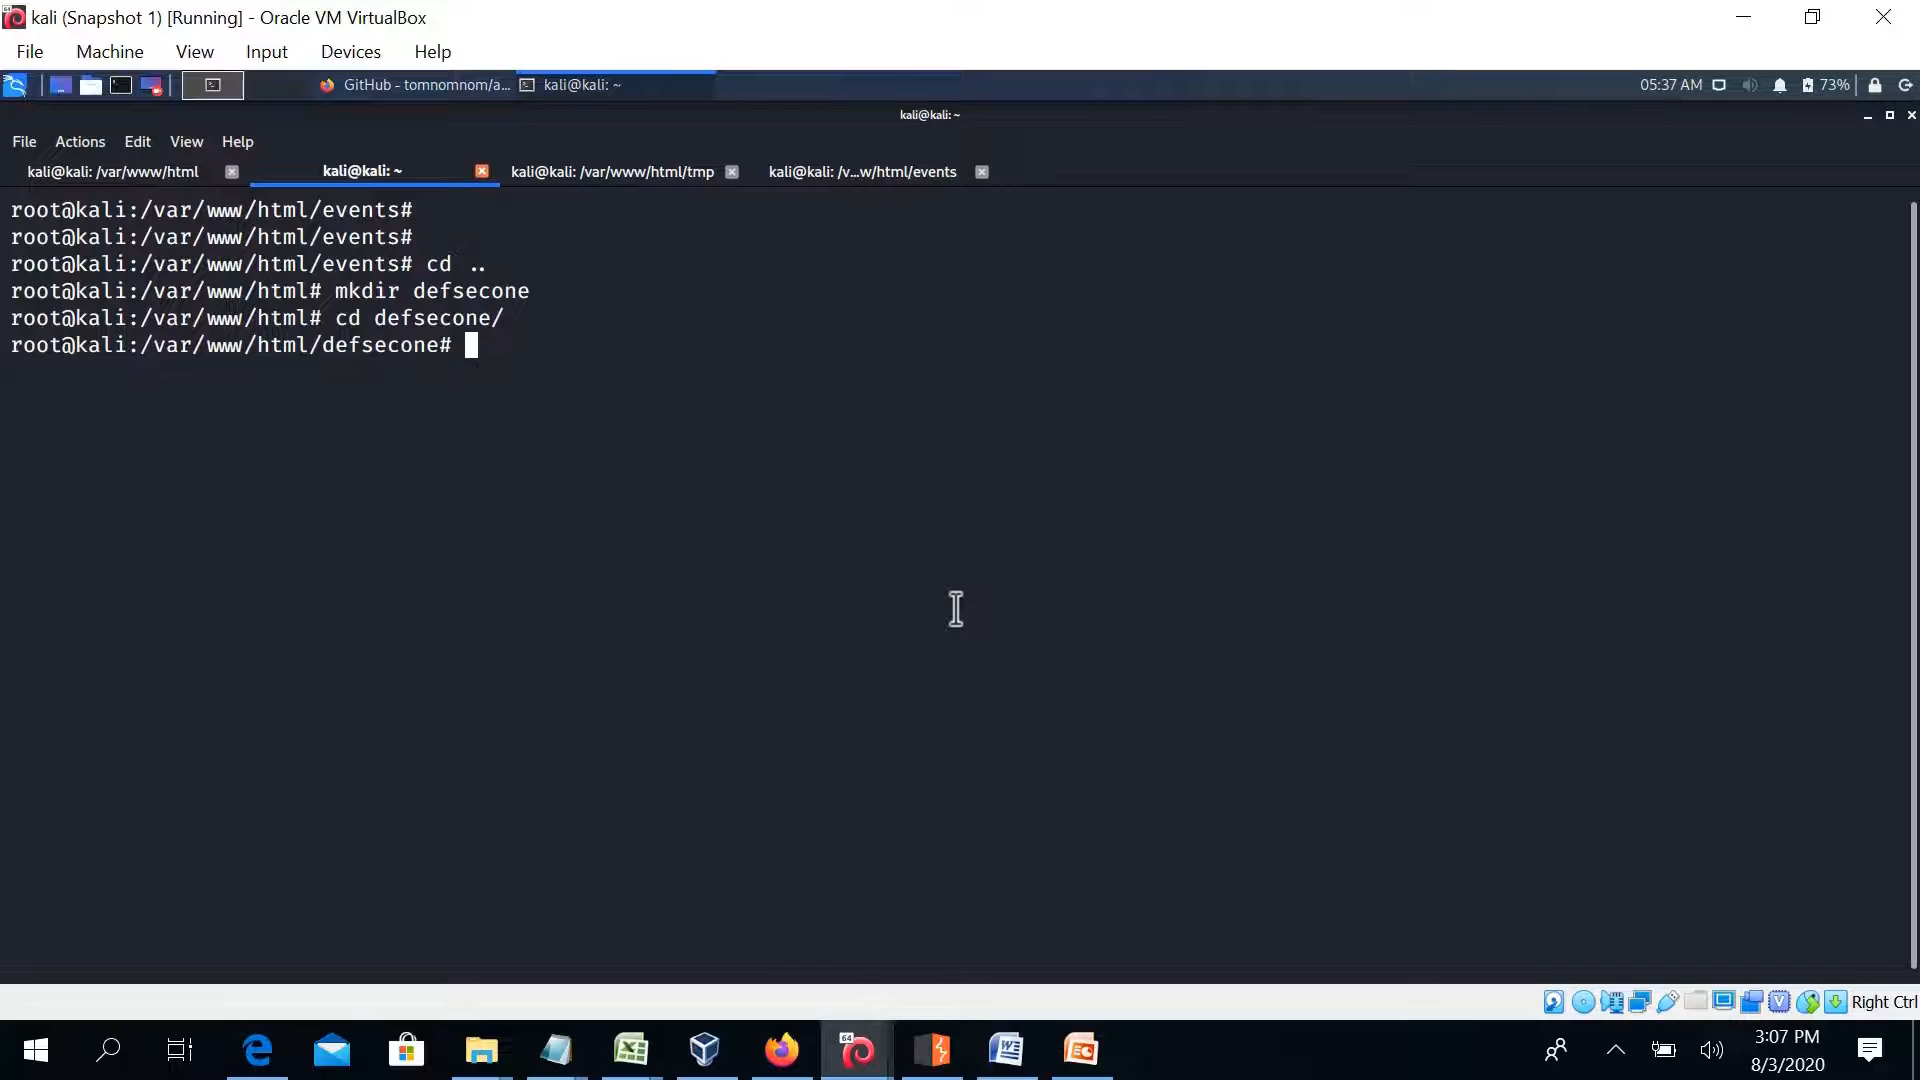 kali (Snapshot 1) [Running] - Oracle VM VirtualBox
File Machine View Input Devices Help
GitHub - tomnomnom/a... kali@kali: ~ 05:37 AM 73%
kali@kali: ~
File Actions Edit View Help
kali@kali: /var/www/html kali@kali: ~ kali@kali: /var/www/html/tmp kali@kali: /v...w/html/events
root@kali:/var/www/html/events#
root@kali:/var/www/html/events#
root@kali:/var/www/html/events# cd ..
root@kali:/var/www/html# mkdir defsecone
root@kali:/var/www/html# cd defsecone/
root@kali:/var/www/html/defsecone#
Right Ctrl
64
3:07 PM
8/3/2020